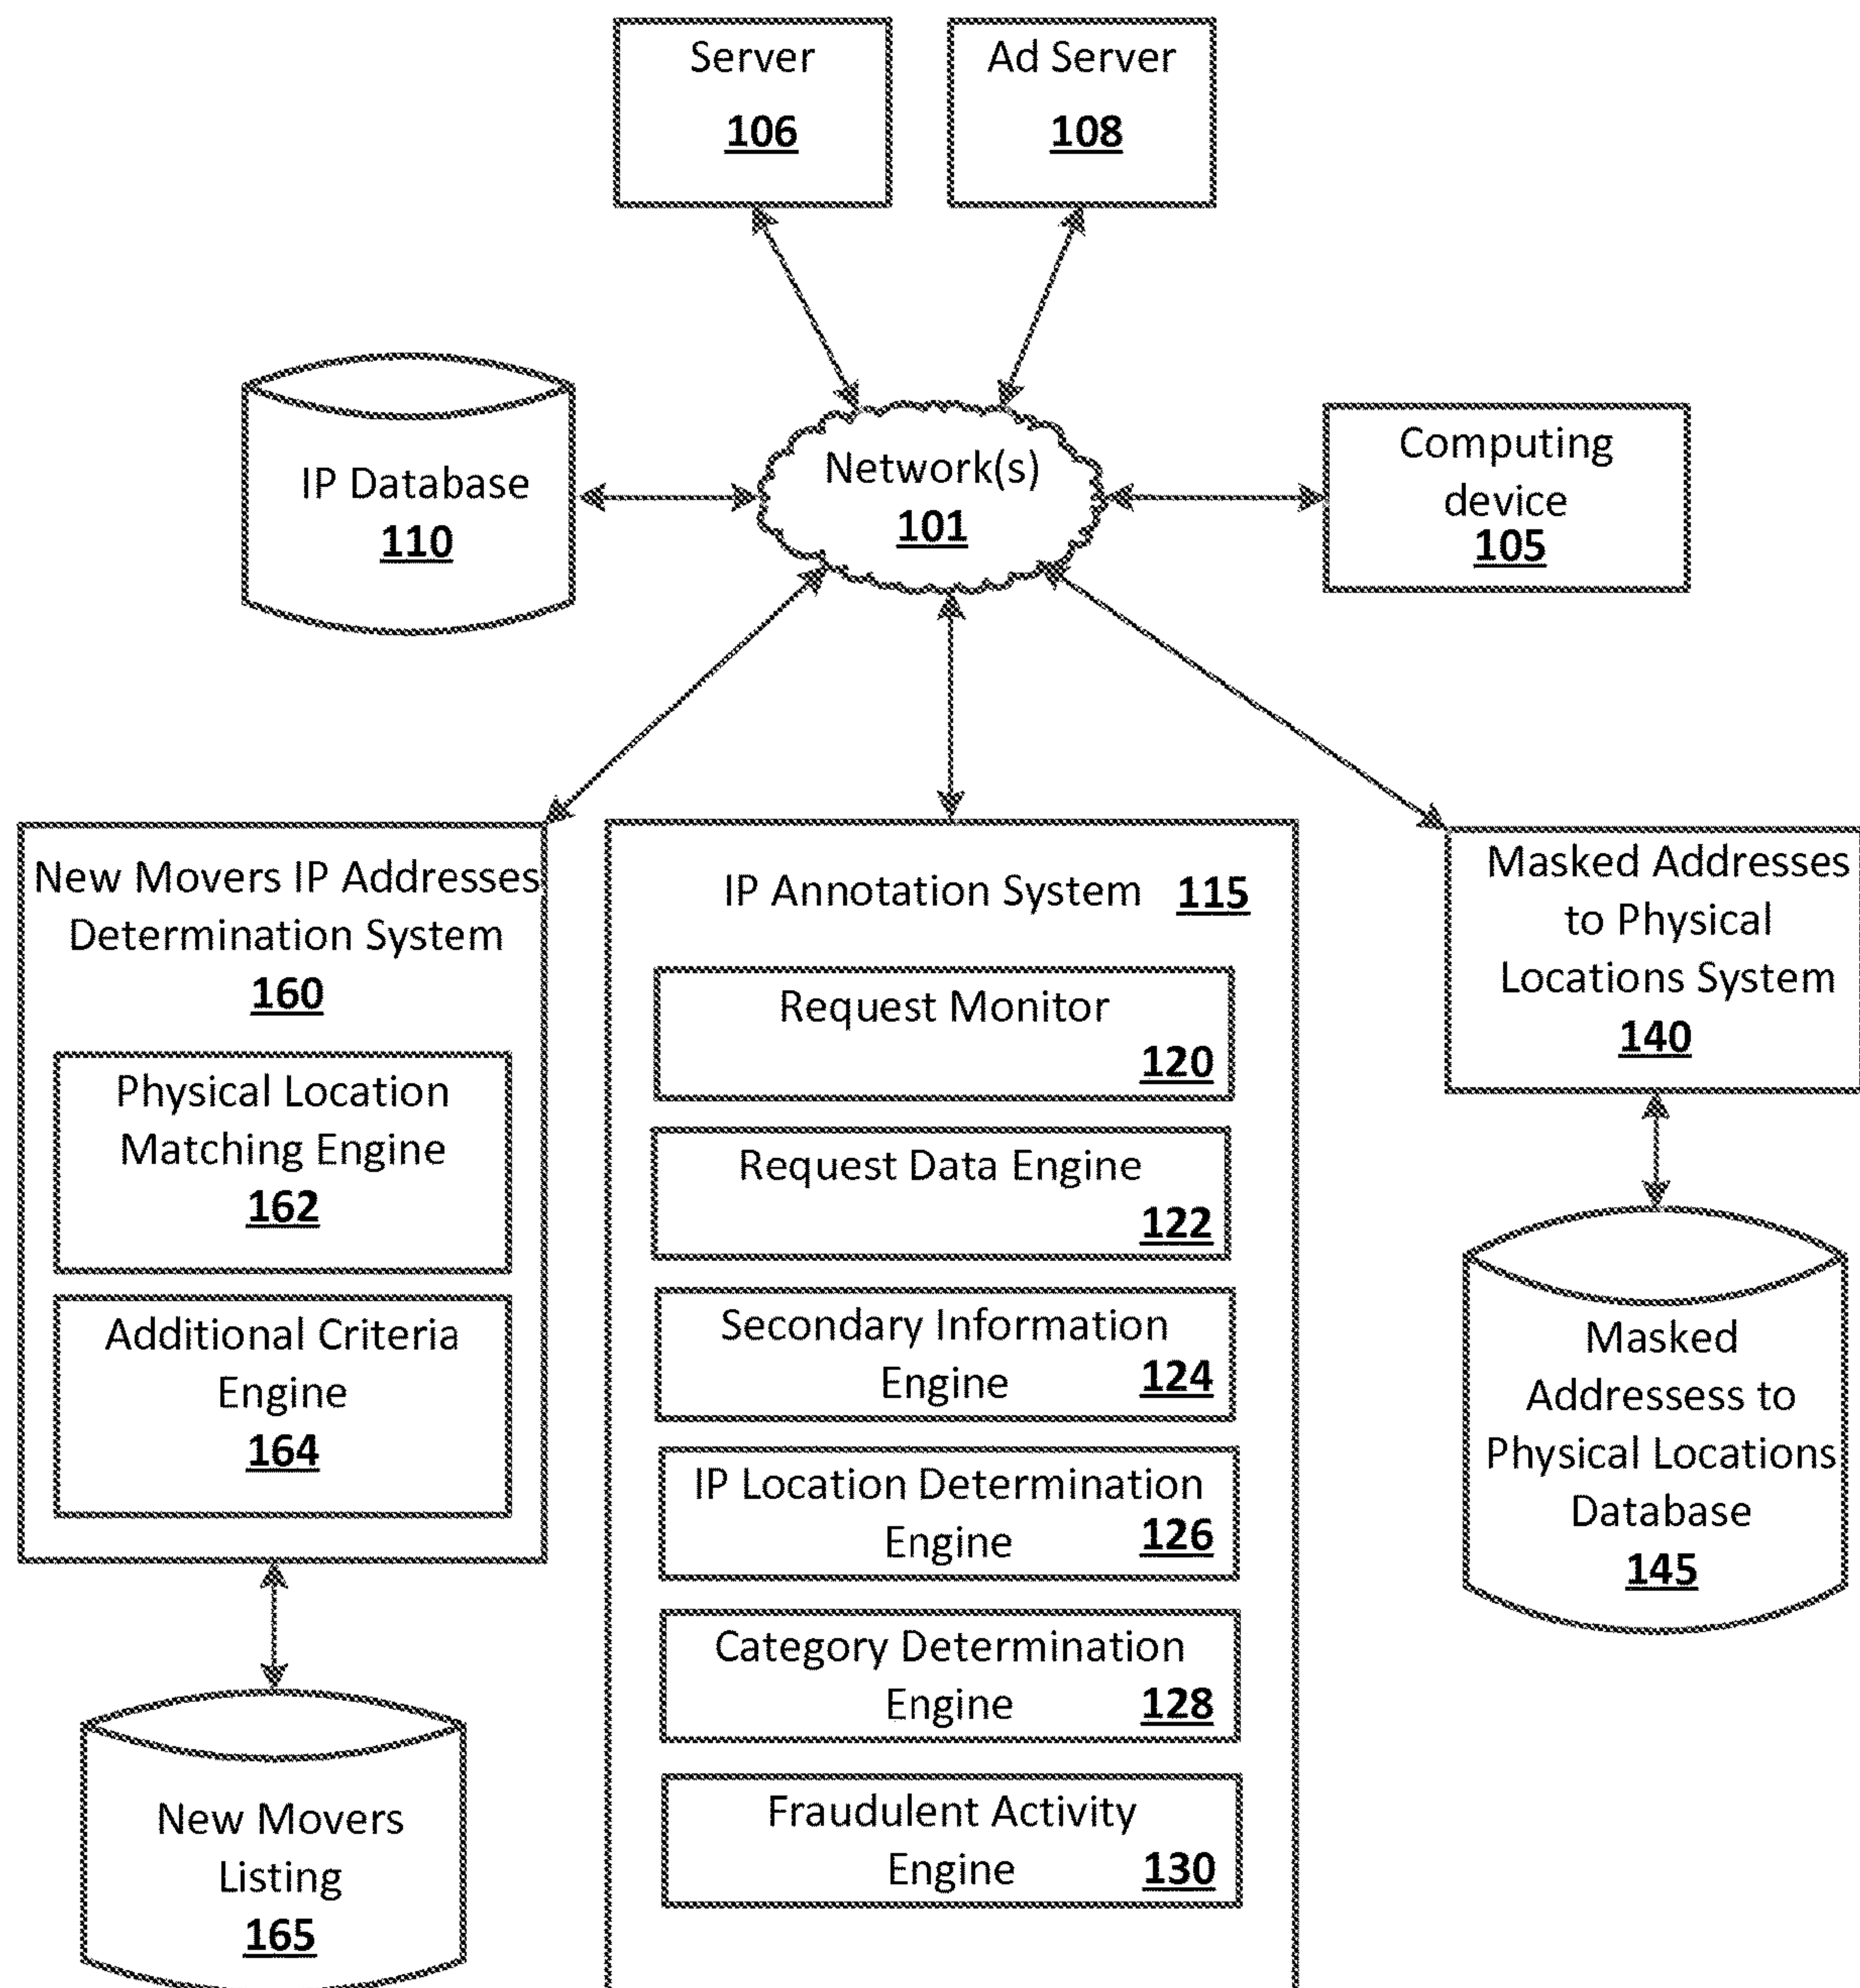 Server
106
Ad Server
108
IP Database
110
Network(s)
101
Computing
device
105
New Movers IP Addresses
Determination System
160
Physical Location
Matching Engine
162
Additional Criteria
Engine
164
New Movers
Listing
165
IP Annotation System 115
Request Monitor
120
Request Data Engine
122
Secondary Information
Engine 124
IP Location Determination
Engine 126
Category Determination
Engine 128
Fraudulent Activity
Engine 130
Masked Addresses
to Physical
Locations System
140
Masked
Addressess to
Physical Locations
Database
145